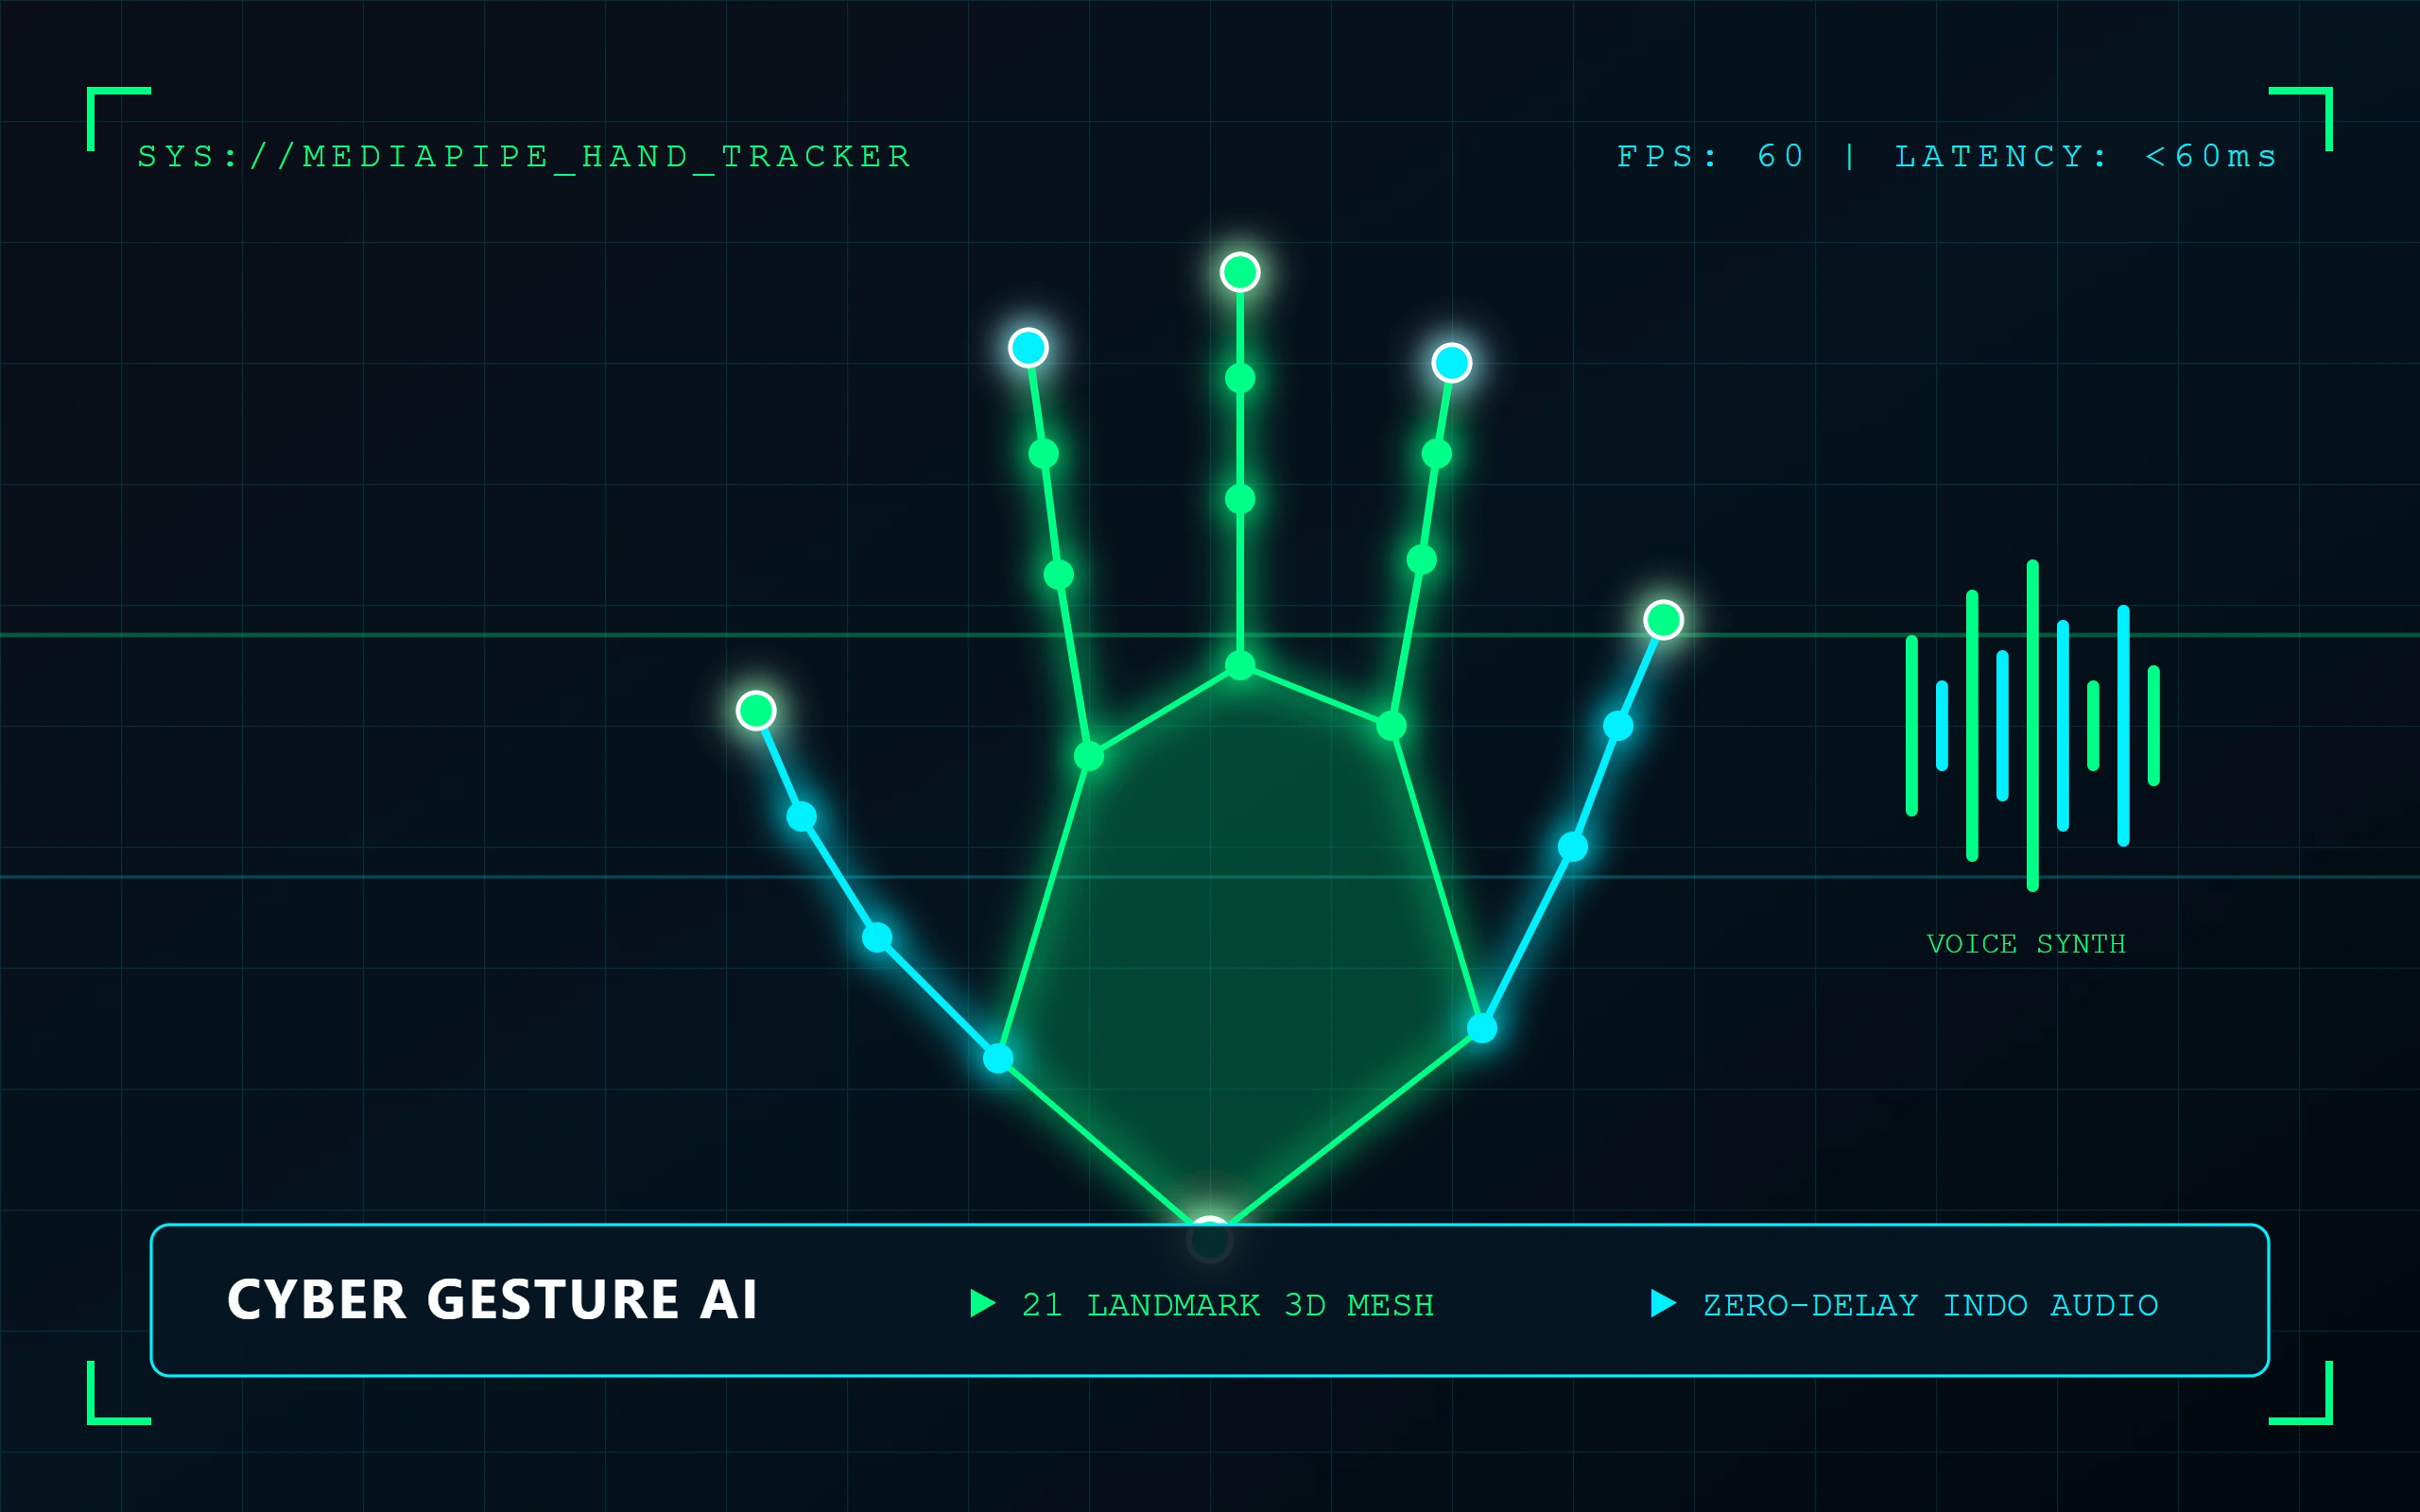 SYS://MEDIAPIPE_HAND_TRACKER
FPS: 60 | LATENCY: <60ms
VOICE SYNTH
CYBER GESTURE AI
▶ 21 LANDMARK 3D MESH
▶ ZERO-DELAY INDO AUDIO